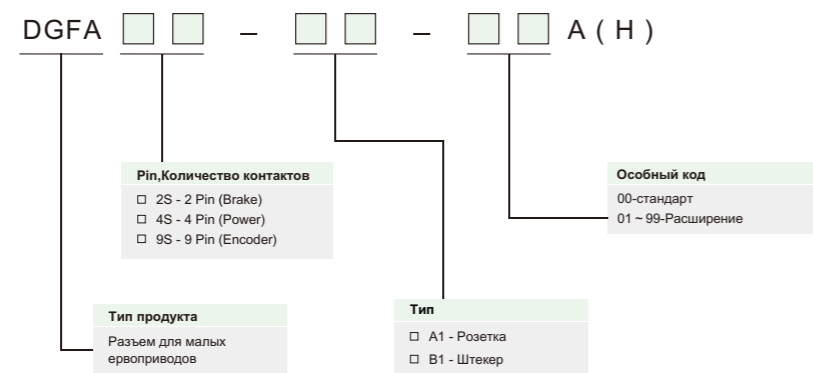 DGFA □ □ – □ □ – □ □ A ( H )
Pin,Количество контактов
□ 2S - 2 Pin (Brake)
□ 4S - 4 Pin (Power)
□ 9S - 9 Pin (Encoder)
Особный код
00-стандарт
01 ~ 99-Расширение
Тип продукта
Разъем для малых
ервоприводов
Тип
□ A1 - Розетка
□ B1 - Штекер